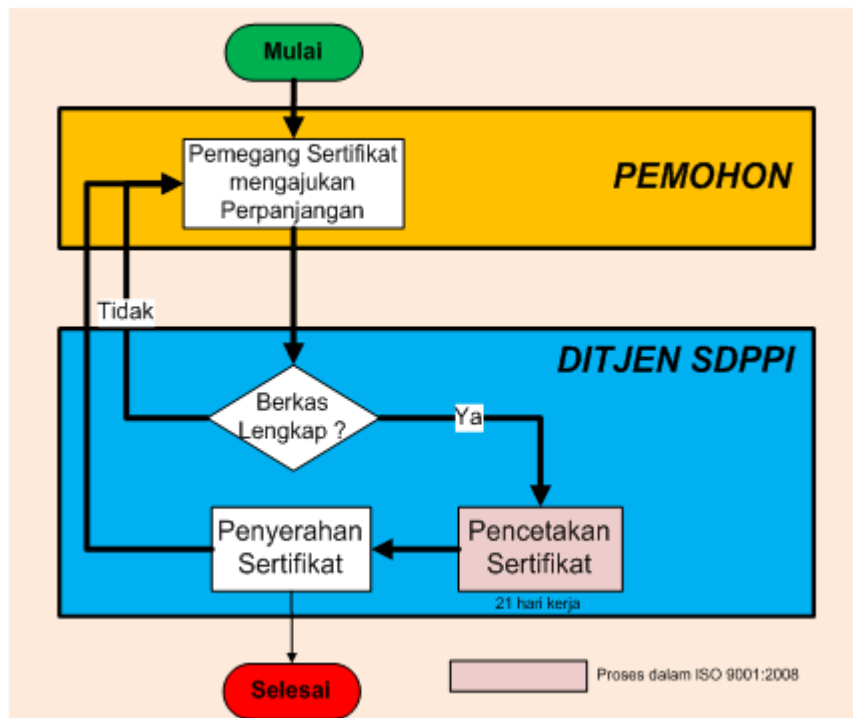 Mulai
Pemegang Sertifikat
mengajukan
Perpanjangan
PEMOHON
Tidak
DITJEN SDPPI
Berkas
Lengkap ?
Ya
Penyerahan
Sertifikat
Pencetakan
Sertifikat
21 hari kerja
Selesai
Proses dalam ISO 9001:2008